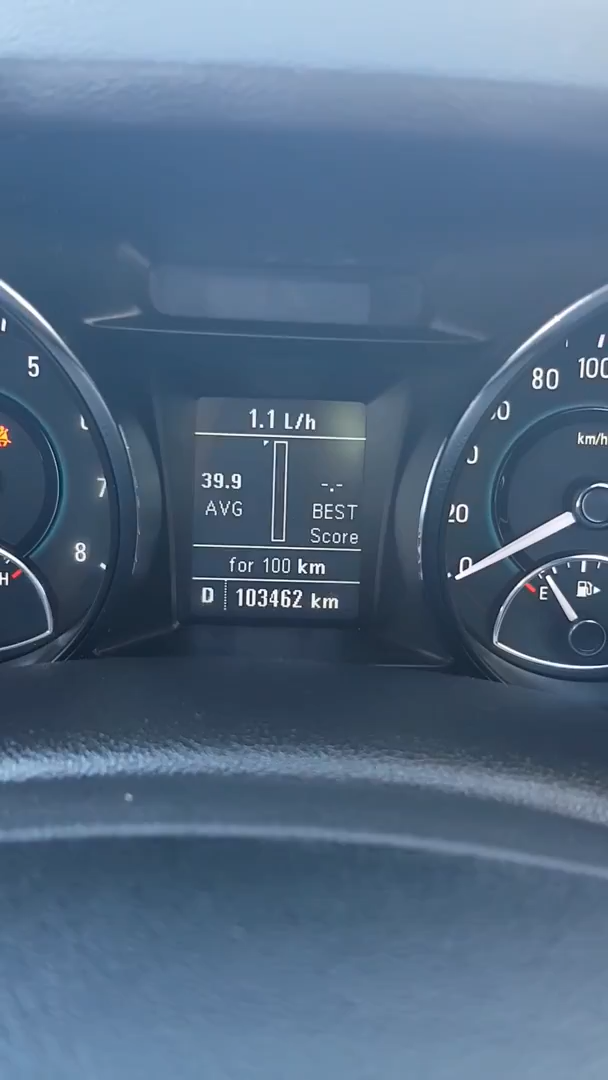 1.1 L/h
39.9
AVG
-.-
BEST
Score
for 100 km
D 103462 km
5
7
8
H
20
0
80
100
km/h
E